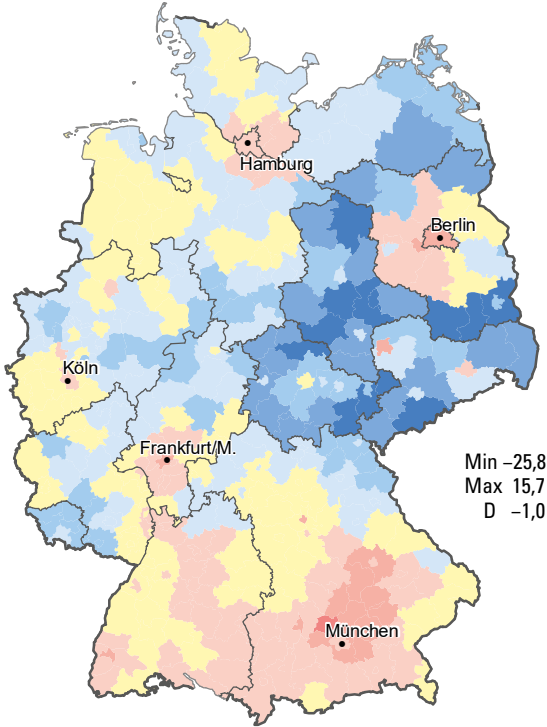 Hamburg
Berlin
Köln
Frankfurt/M.
Min –25,8
Max 15,7
D –1,0
München